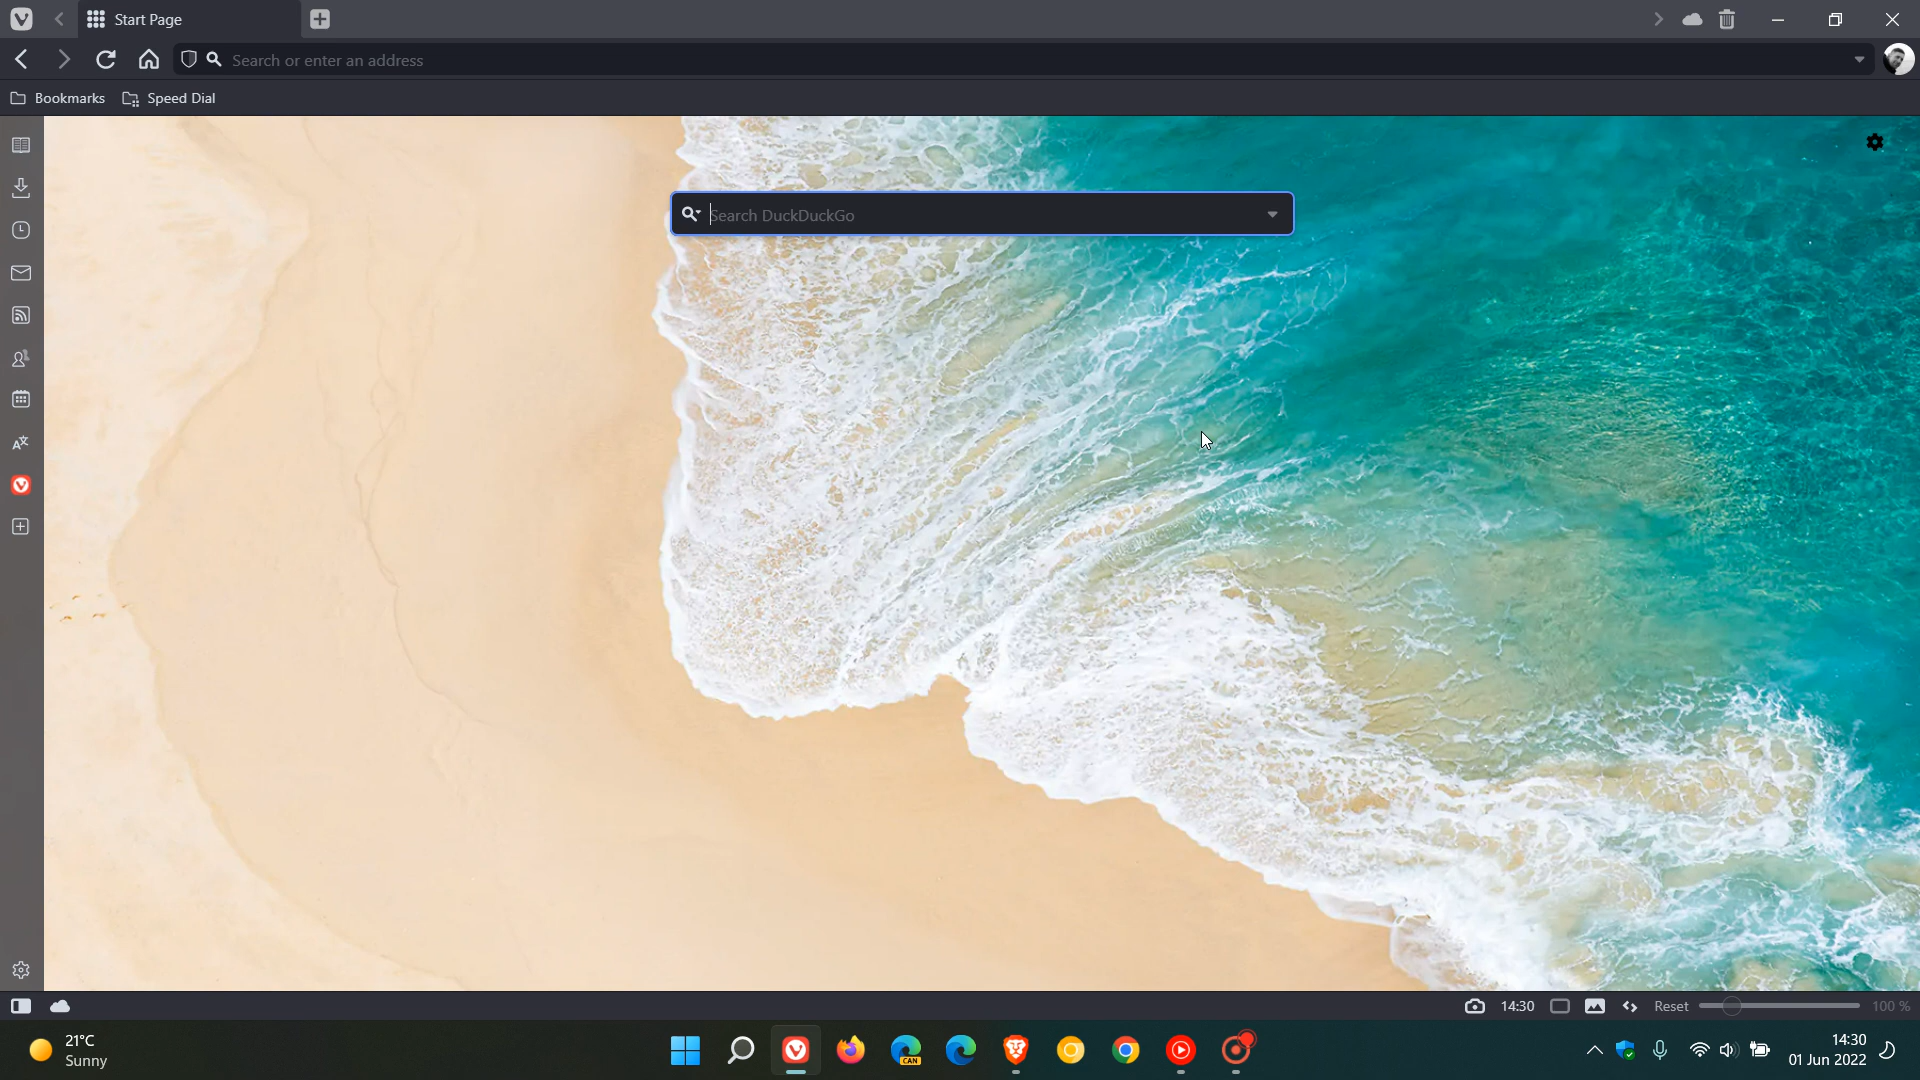 Start Page
Search or enter an address
Bookmarks
Speed Dial
Search DuckDuckGo
14:30
Reset
100 %
21°C
Sunny
CAN
14:30
01 Jun 2022